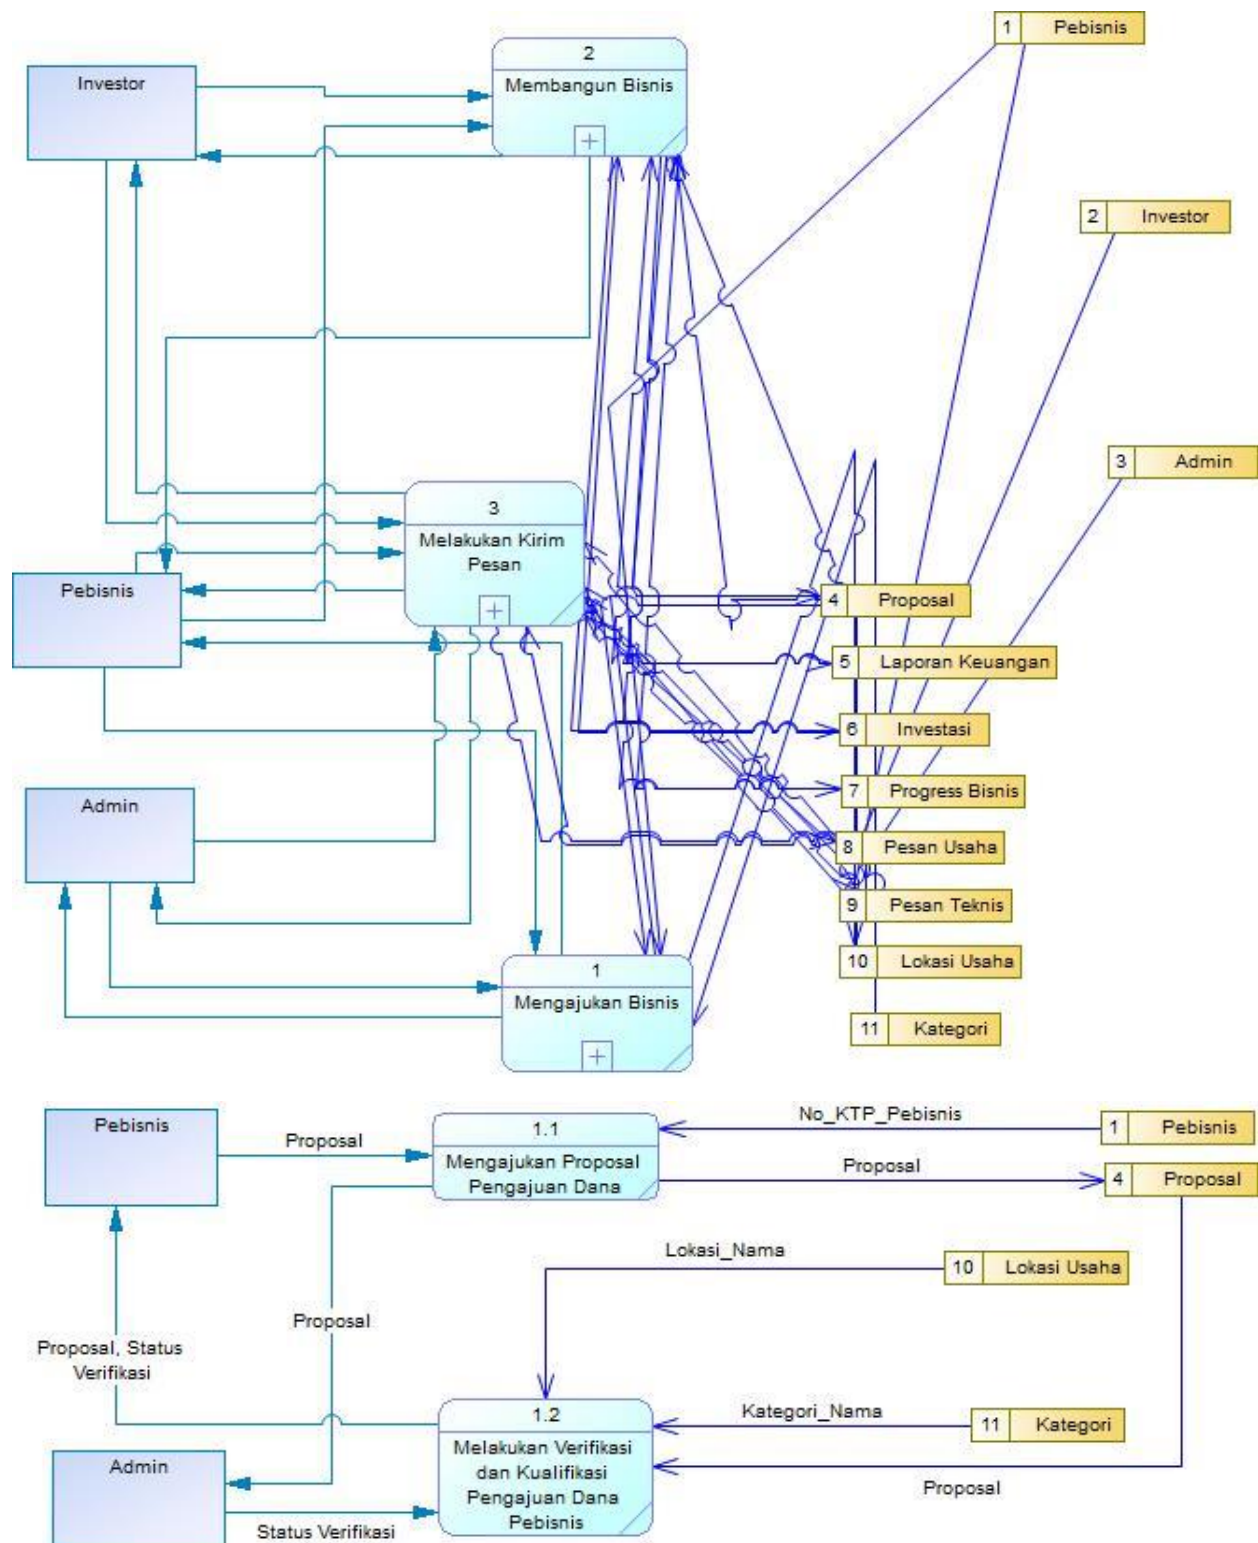 1 Pebisnis
2
Membangun Bisnis
Investor
2 Investor
3 Admin
3
Melakukan Kirim
Pesan
Pebisnis
4 Proposal
5 Laporan Keuangan
6 Investasi
7 Progress Bisnis
Admin
8 Pesan Usaha
9 Pesan Teknis
10 Lokasi Usaha
1
Mengajukan Bisnis
11 Kategori
Pebisnis
Proposal
1.1
Mengajukan Proposal
Pengajuan Dana
No_KTP_Pebisnis
1 Pebisnis
Proposal
4 Proposal
Lokasi_Nama
10 Lokasi Usaha
Proposal
Proposal, Status
Verifikasi
1.2
Melakukan Verifikasi
dan Kualifikasi
Pengajuan Dana
Pebisnis
Kategori_Nama
11 Kategori
Admin
Proposal
Status Verifikasi